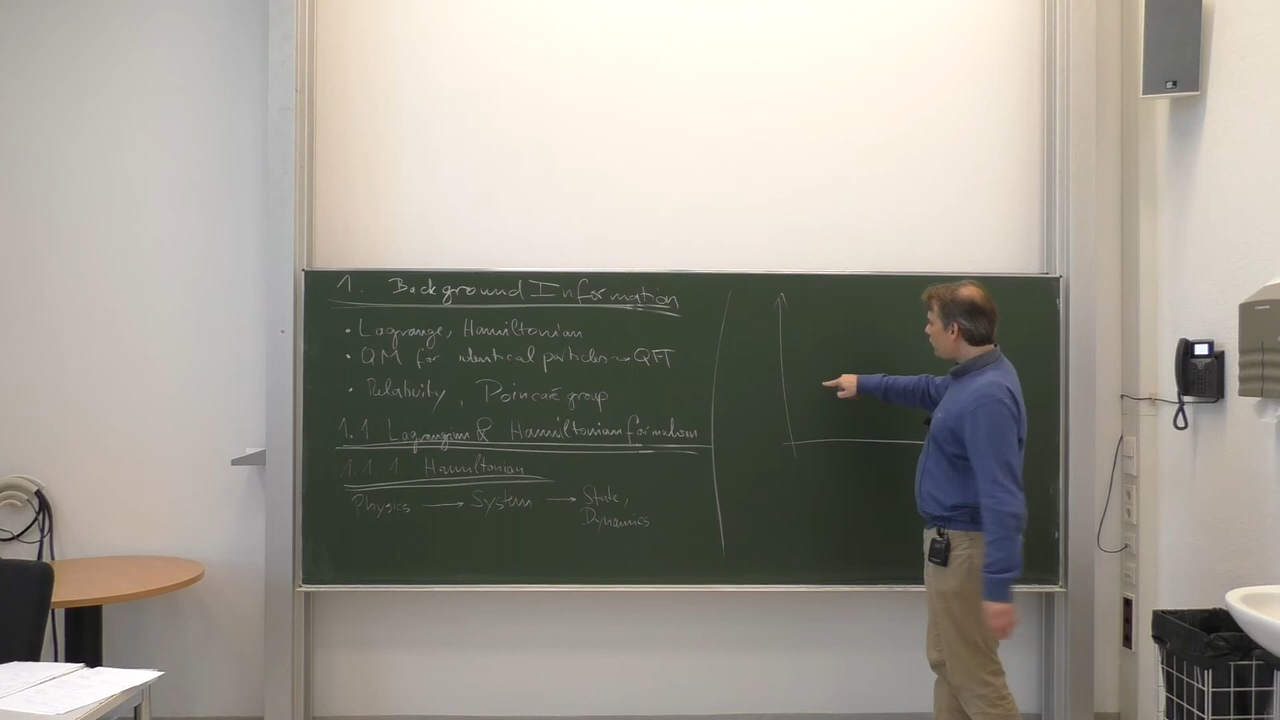 1. Background Information
• Lagrange, Hamiltonian
• QM for identical particles → QFT
• Relativity, Poincaré group
1.1 Lagrangian & Hamiltonian formalism
1.1.1 Hamiltonian
Physics → System → State,
Dynamics